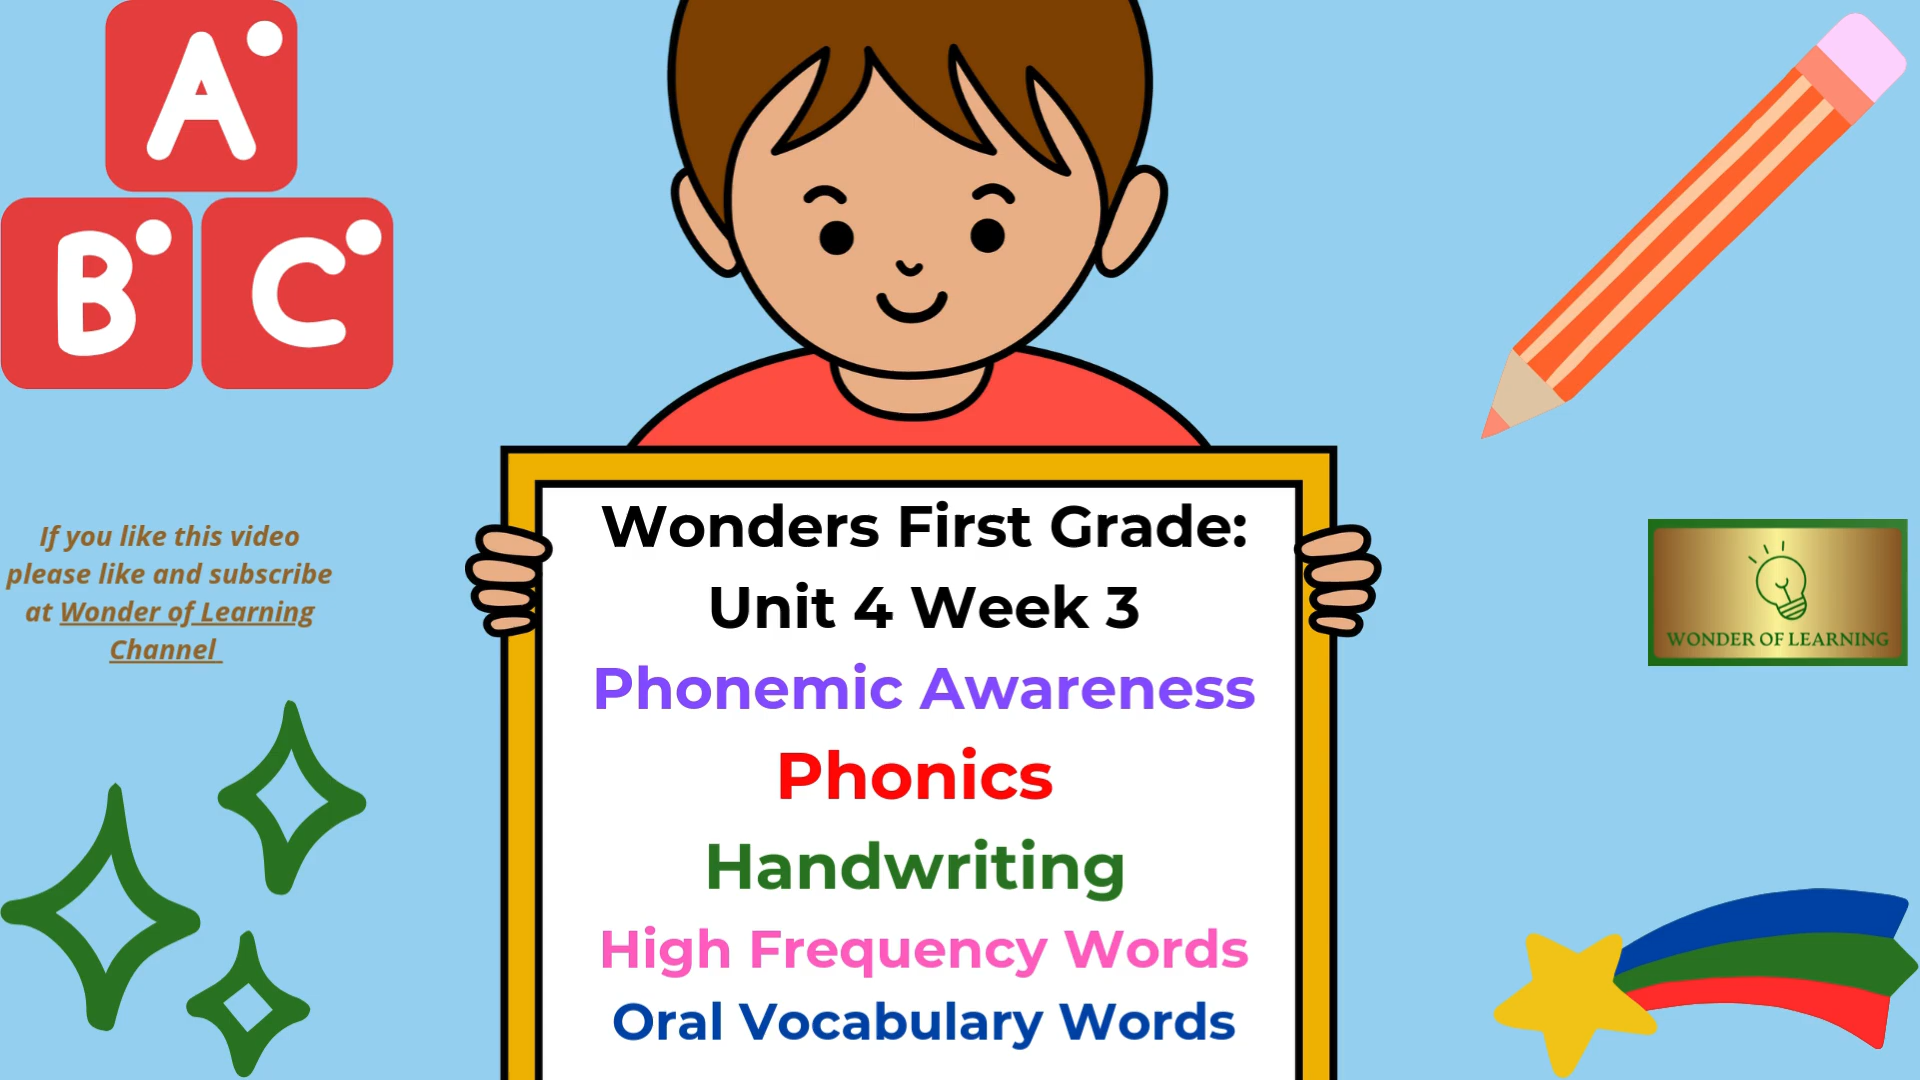 A
B C
If you like this video
please like and subscribe
at Wonder of Learning
Channel
Wonders First Grade:
Unit 4 Week 3
Phonemic Awareness
Phonics
Handwriting
High Frequency Words
Oral Vocabulary Words
WONDER OF LEARNING